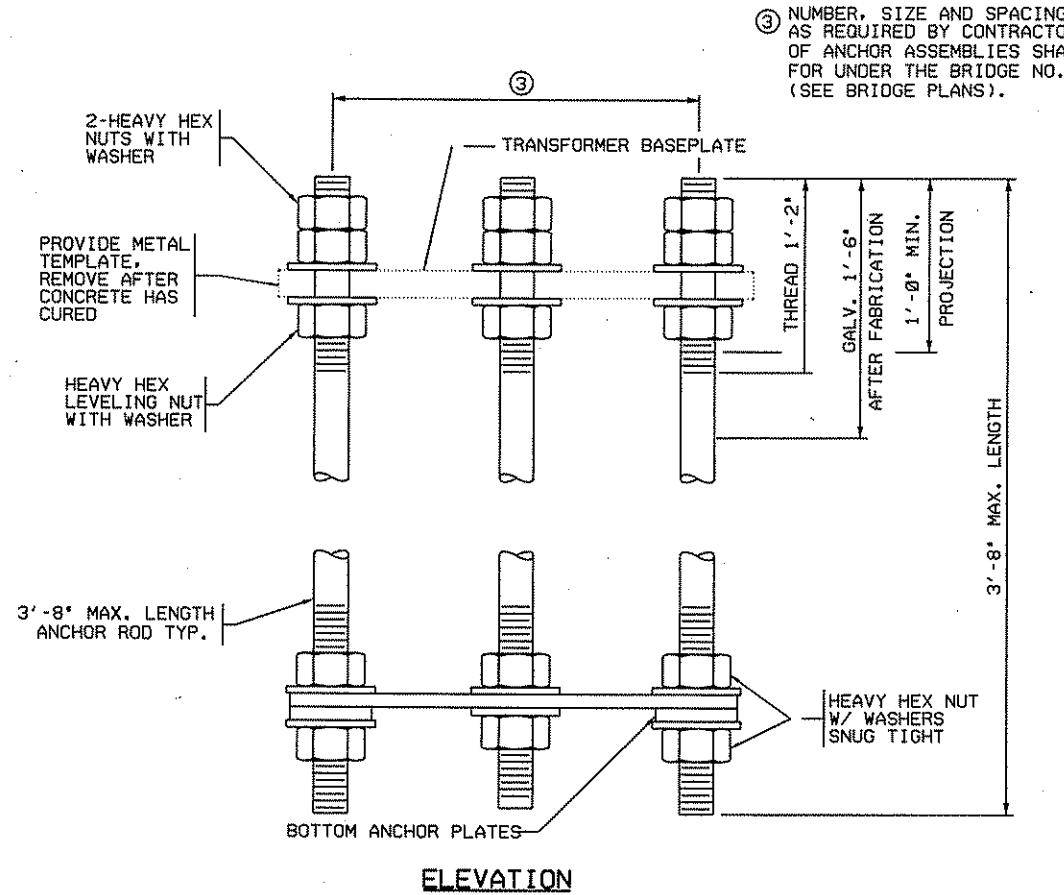 ③ NUMBER, SIZE AND SPACING
AS REQUIRED BY
OF ANCHOR ASSEMBLIES
FOR UNDER THE BRIDGE NO.
(SEE BRIDGE PLANS).
③
2-HEAVY HEX
NUTS WITH
WASHER
TRANSFORMER BASEPLATE
PROVIDE METAL
TEMPLATE,
REMOVE AFTER
CONCRETE HAS
CURED
HEAVY HEX
LEVELING NUT
WITH WASHER
THREAD 1'-2"
GALV. 1'-6"
AFTER FABRICATION
1'-0" MIN.
PROJECTION
3'-8" MAX. LENGTH
3'-8" MAX. LENGTH
ANCHOR ROD TYP.
HEAVY HEX NUT
W/ WASHERS
SNUG TIGHT
BOTTOM ANCHOR PLATES
ELEVATION